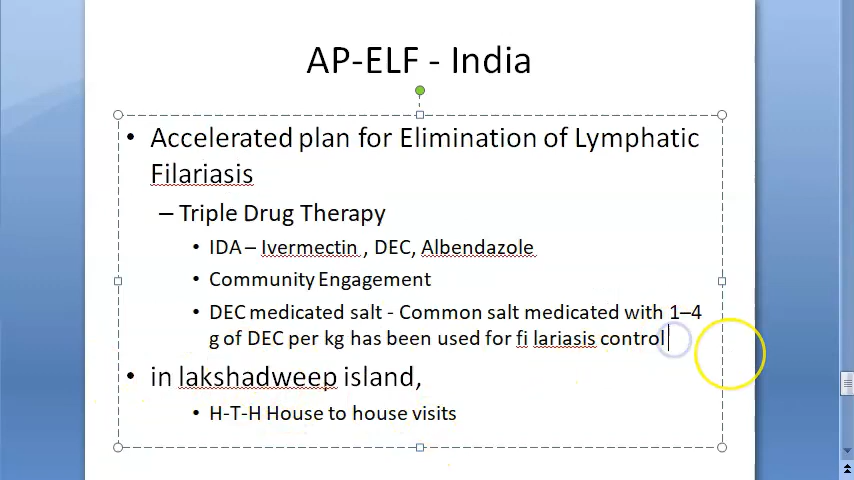 AP-ELF - India
• Accelerated plan for Elimination of Lymphatic
Filariasis
– Triple Drug Therapy
• IDA – Ivermectin , DEC, Albendazole
• Community Engagement
• DEC medicated salt - Common salt medicated with 1–4
g of DEC per kg has been used for fi lariasis control
• in lakshadweep island,
• H-T-H House to house visits